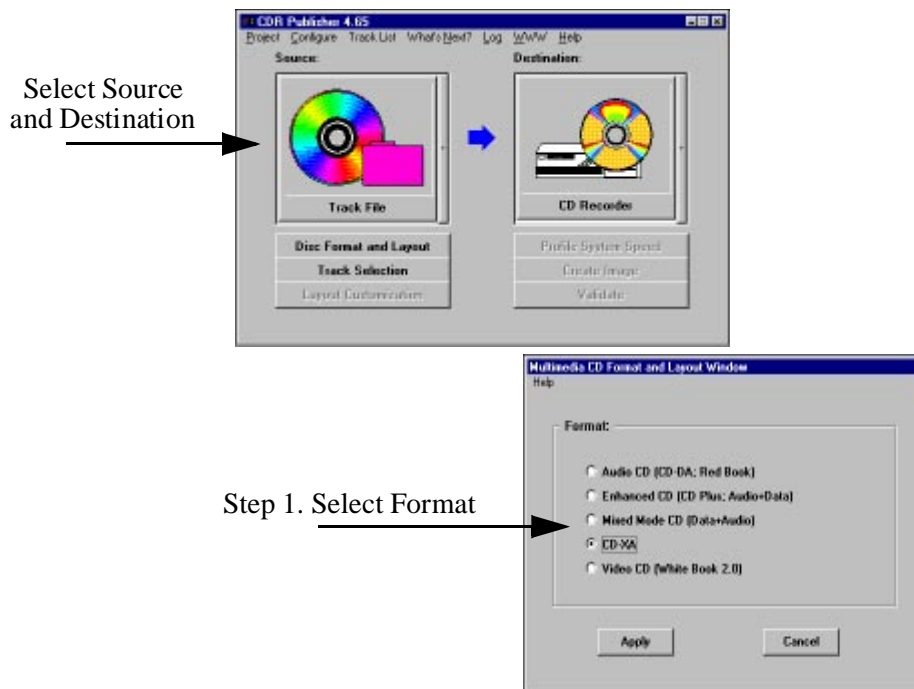 CDR Publisher 4.65
Project Configure Track List What's Next? Log WWW Help
Source:
Destination:
Select Source
and Destination
Track File
CD Recorder
Disc Format and Layout
Track Selection
Layout Customization
Profile System Speed
Create Image
Validate
Multimedia CD Format and Layout Window
Help
Format:
Audio CD (CD-DA; Red Book)
Enhanced CD (CD Plus; Audio+Data)
Mixed Mode CD (Data+Audio)
CD-XA
Video CD (White Book 2.0)
Step 1. Select Format
Apply
Cancel